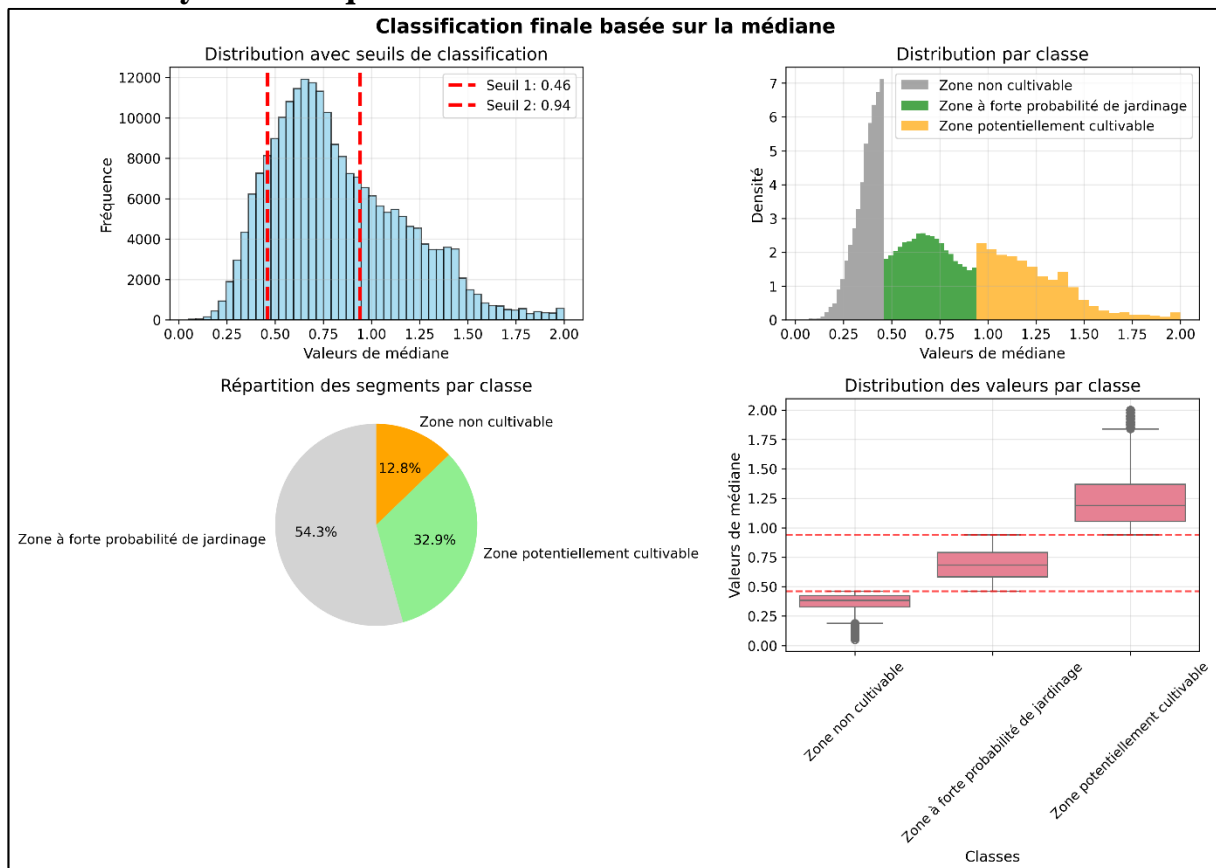 Classification finale basée sur la médiane
Distribution avec seuils de classification
Seuil 1: 0.46
Seuil 2: 0.94
12000
10000
8000
6000
4000
2000
0
Fréquence
0.00 0.25 0.50 0.75 1.00 1.25 1.50 1.75 2.00
Valeurs de médiane
Distribution par classe
Zone non cultivable
Zone à forte probabilité de jardinage
Zone potentiellement cultivable
7
6
5
4
3
2
1
0
Densité
0.00 0.25 0.50 0.75 1.00 1.25 1.50 1.75 2.00
Valeurs de médiane
Répartition des segments par classe
Zone non cultivable
12.8%
Zone à forte probabilité de jardinage
54.3%
32.9%
Zone potentiellement cultivable
Distribution des valeurs par classe
2.00
1.75
1.50
1.25
1.00
0.75
0.50
0.25
0.00
Valeurs de médiane
Zone non cultivable
Zone à forte probabilité de jardinage
Zone potentiellement cultivable
Classes